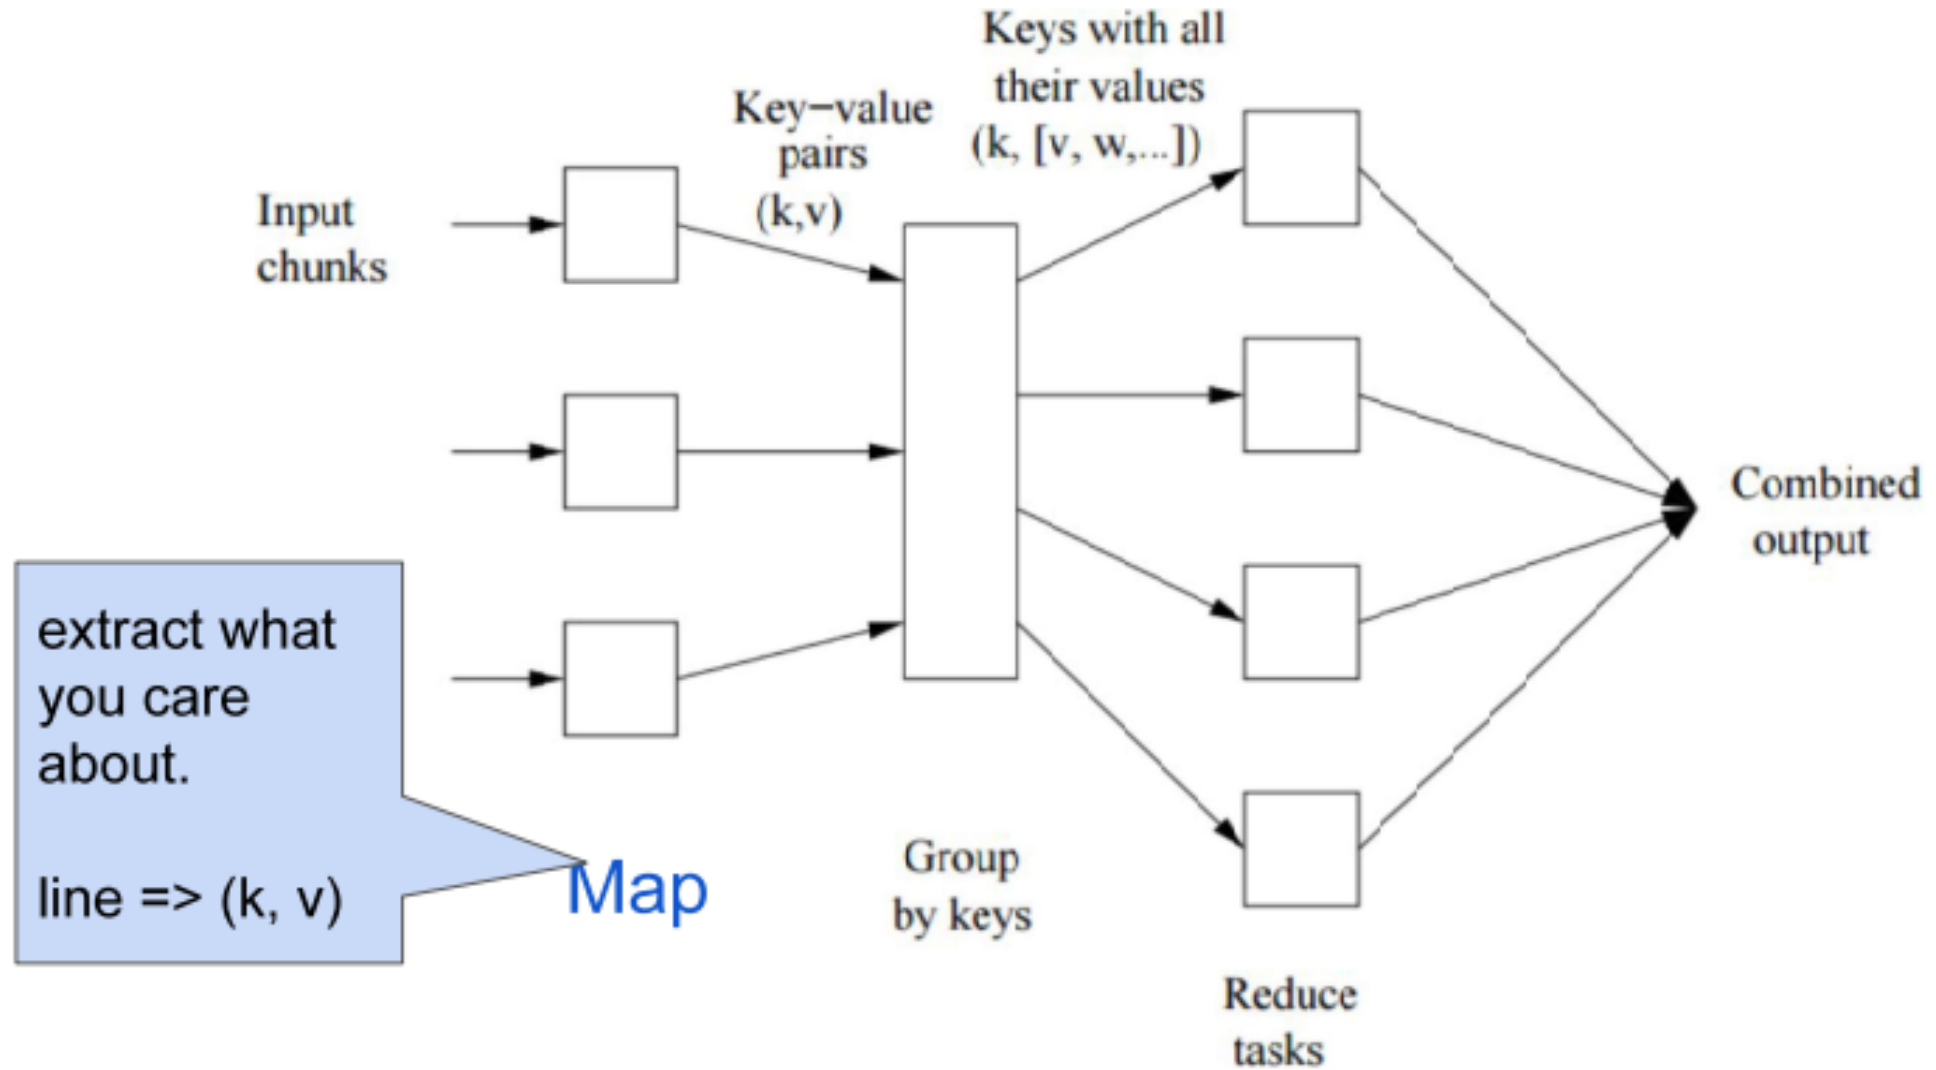 Keys with all
their values
(k, [v, w,...])
Key-value
pairs
(k,v)
Input
chunks
Combined
output
extract what
you care
about.
line => (k, v)
Map
Group
by keys
Reduce
tasks